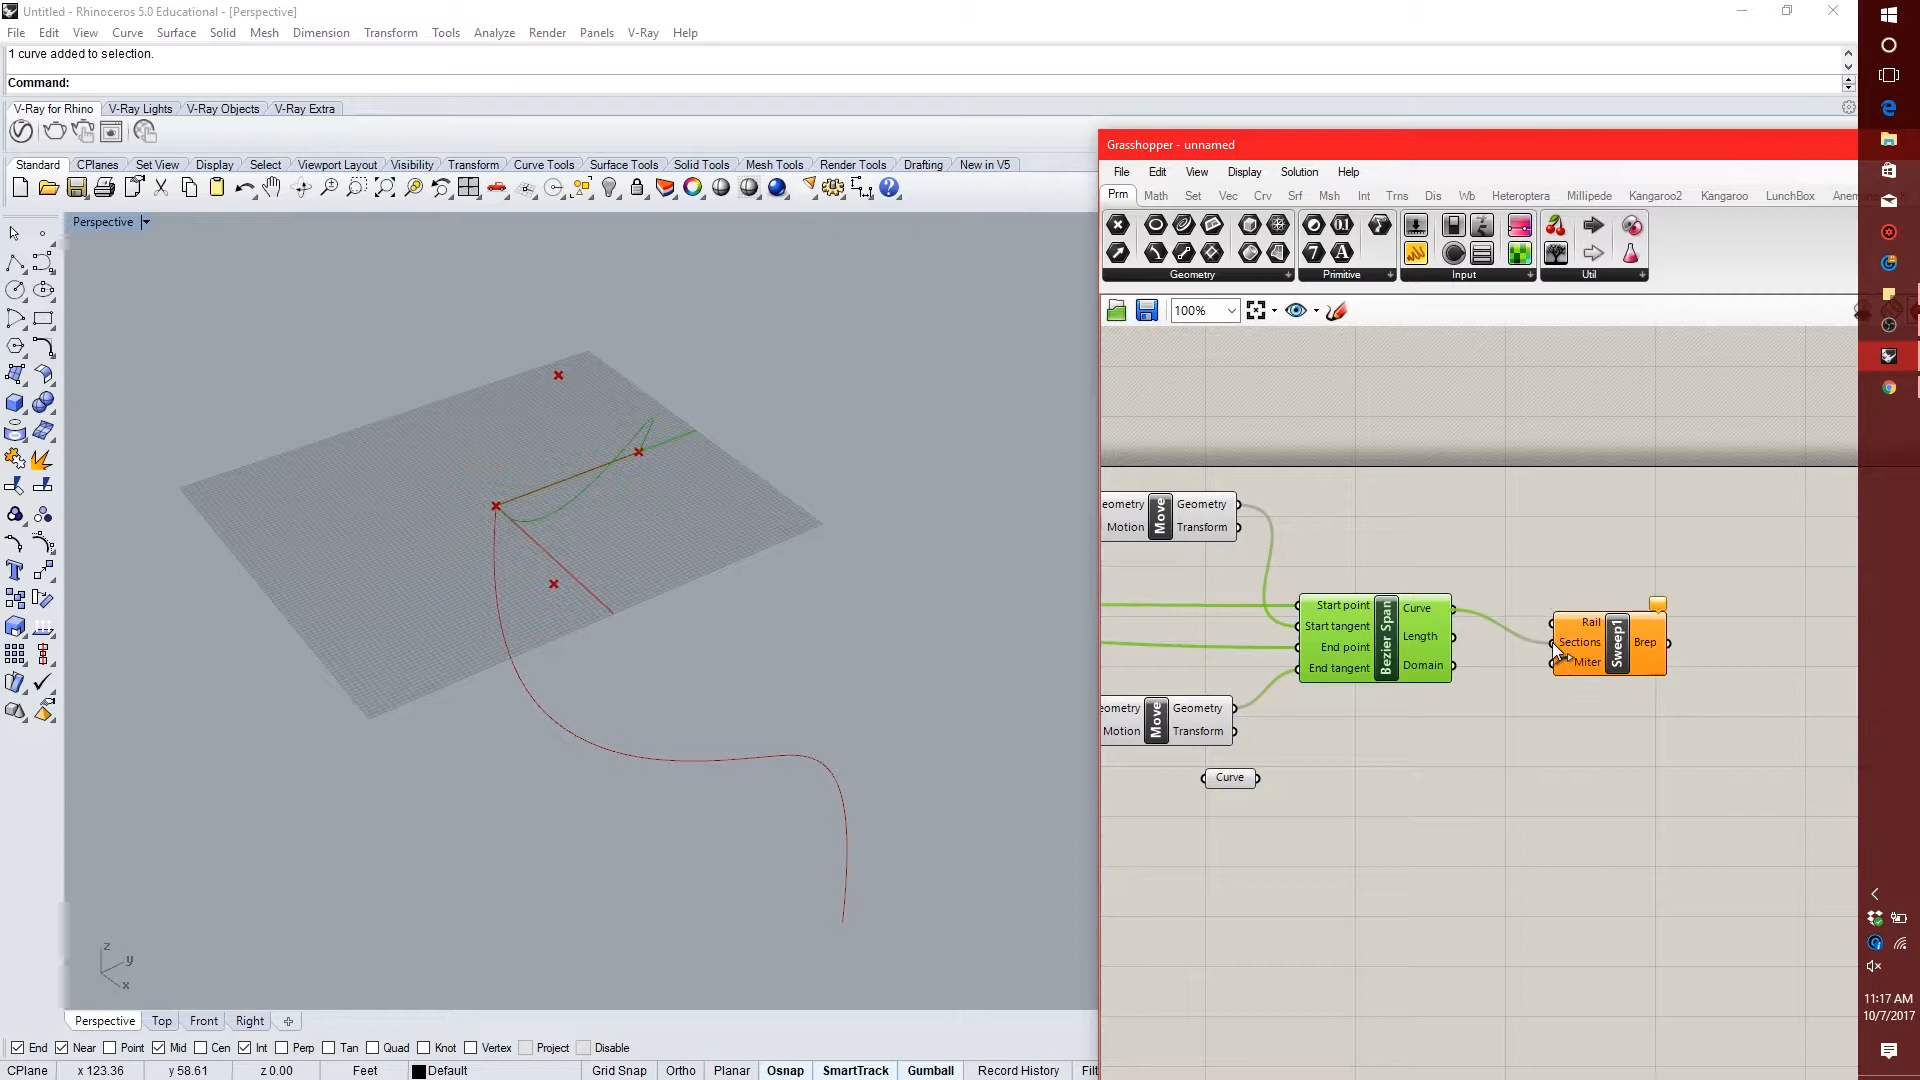 Untitled - Rhinoceros 5.0 Educational - [Perspective]
File Edit View Curve Surface Solid Mesh Dimension Transform Tools Analyze Render Panels V-Ray Help
1 curve added to selection.
Command:
V-Ray for Rhino V-Ray Lights V-Ray Objects V-Ray Extra
Standard CPlanes Set View Display Select Viewport Layout Visibility Transform Curve Tools Surface Tools Solid Tools Mesh Tools Render Tools Drafting New in V5
Perspective
z
y
x
Perspective Top Front Right
End Near Point Mid Cen Int Perp Tan Quad Knot Vertex Project Disable
CPlane x 123.36 y 58.61 z 0.00 Feet Default Grid Snap Ortho Planar Osnap SmartTrack Gumball Record History Filt
Grasshopper - unnamed
File Edit View Display Solution Help
Prm Math Set Vec Crv Srf Msh Int Trns Dis Wb Heteroptera Millipede Kangaroo2 Kangaroo LunchBox Anem
Geometry Primitive Input Util
100%
eometry Move Geometry
Motion Transform
Start point Bezier Span Curve
Start tangent
Length
End point
End tangent Domain
Rail Sweep1
Sections Brep
Miter
eometry Move Geometry
Motion Transform
Curve
11:17 AM
10/7/2017